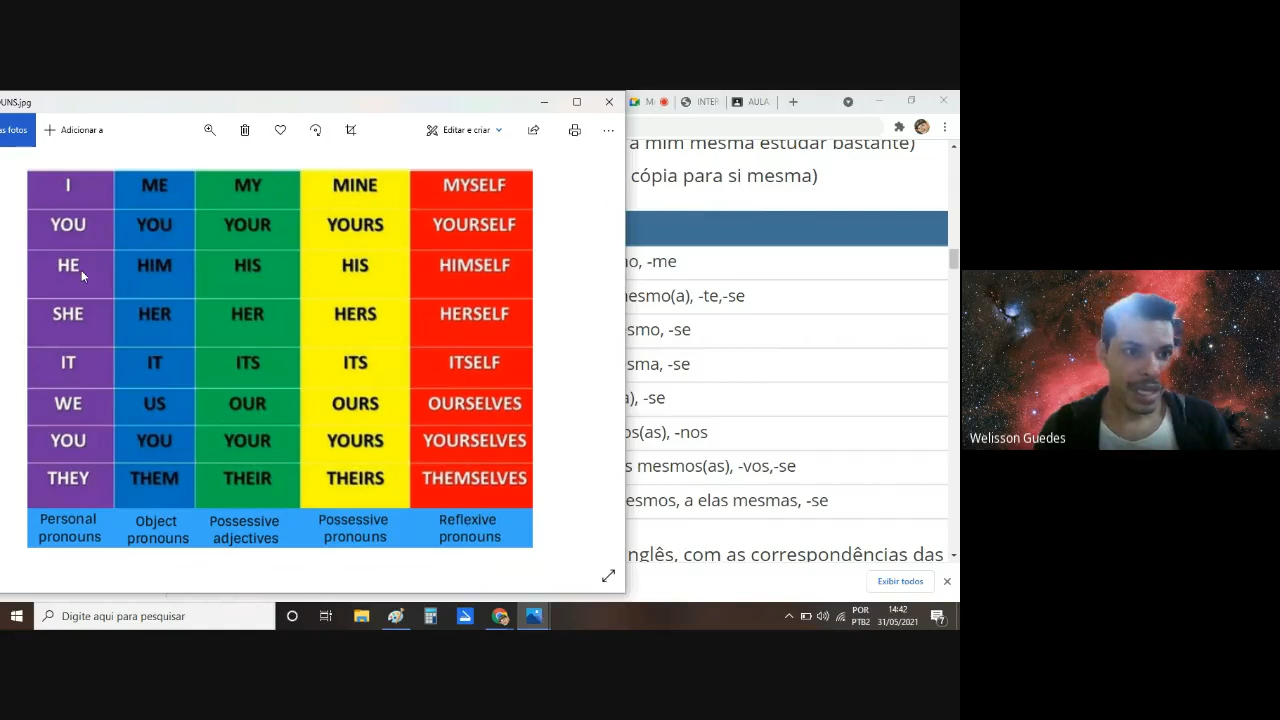 UNS.jpg
as fotos
Adicionar a
Editar e criar
I ME MY MINE MYSELF
YOU YOU YOUR YOURS YOURSELF
HE HIM HIS HIS HIMSELF
SHE HER HER HERS HERSELF
IT IT ITS ITS ITSELF
WE US OUR OURS OURSELVES
YOU YOU YOUR YOURS YOURSELVES
THEY THEM THEIR THEIRS THEMSELVES
Personal pronouns
Object pronouns
Possessive adjectives
Possessive pronouns
Reflexive pronouns
M
INTER
AULA
a mim mesma estudar bastante)
cópia para si mesma)
o, -me
esmo(a), -te,-se
smo, -se
sma, -se
), -se
os(as), -nos
s mesmos(as), -vos,-se
esmos, a elas mesmas, -se
nglês, com as correspondências das
Exibir todos
Digite aqui para pesquisar
POR
PTB2
14:42
31/05/2021
7
Welisson Guedes